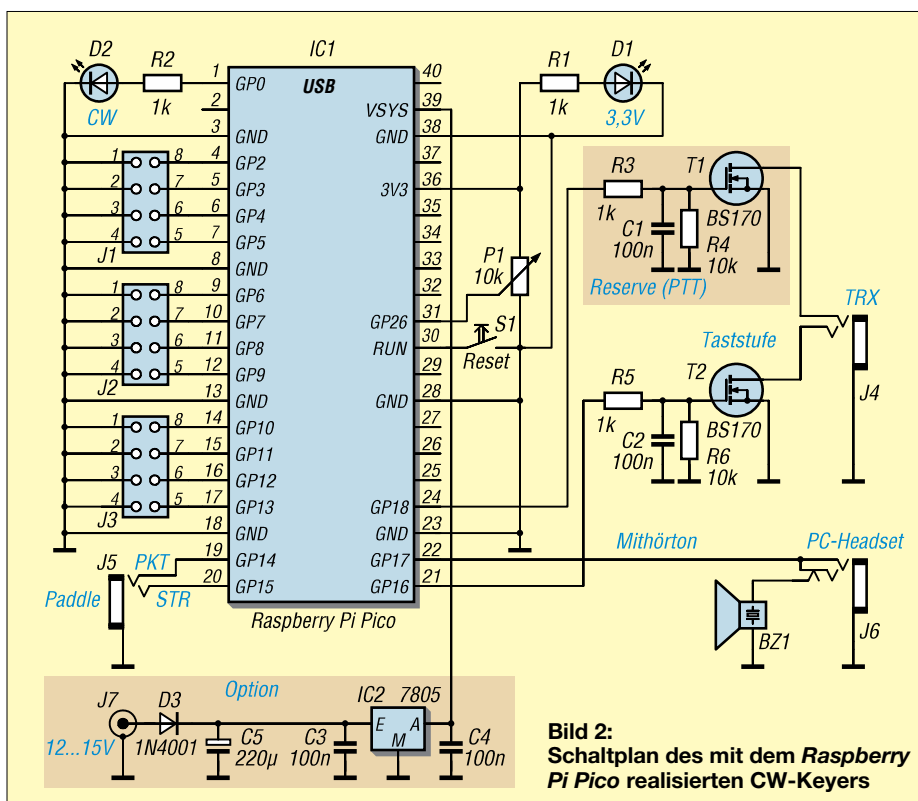 D2
R2
1k
CW
IC1
USB
R1
1k
D1
3,3V
1 GP0
2
3 GND
4 GP2
5 GP3
6 GP4
7 GP5
8 GND
9 GP6
10 GP7
11 GP8
12 GP9
13 GND
14 GP10
15 GP11
16 GP12
17 GP13
18 GND
19 GP14
20 GP15
40
VSYS 39
GND 38
37
3V3 36
35
34
33
32
GP26 31
RUN 30
29
GND 28
27
26
25
GP18 24
GND 23
GP17 22
GP16 21
Raspberry Pi Pico
1 8
2 7
3 6
4 5
J1
1 8
2 7
3 6
4 5
J2
1 8
2 7
3 6
4 5
J3
J5
PKT
STR
Paddle
P1
10k
S1
Reset
R3
1k
C1
100n
R4
10k
T1
BS170
Reserve (PTT)
TRX
Taststufe
R5
1k
C2
100n
R6
10k
T2
BS170
J4
Mithörton
PC-Headset
BZ1
J6
Option
J7
D3
1N4001
12...15V
C5
220µ
C3
100n
IC2 7805
E A
M
C4
100n
Bild 2:
Schaltplan des mit dem Raspberry
Pi Pico realisierten CW-Keyers